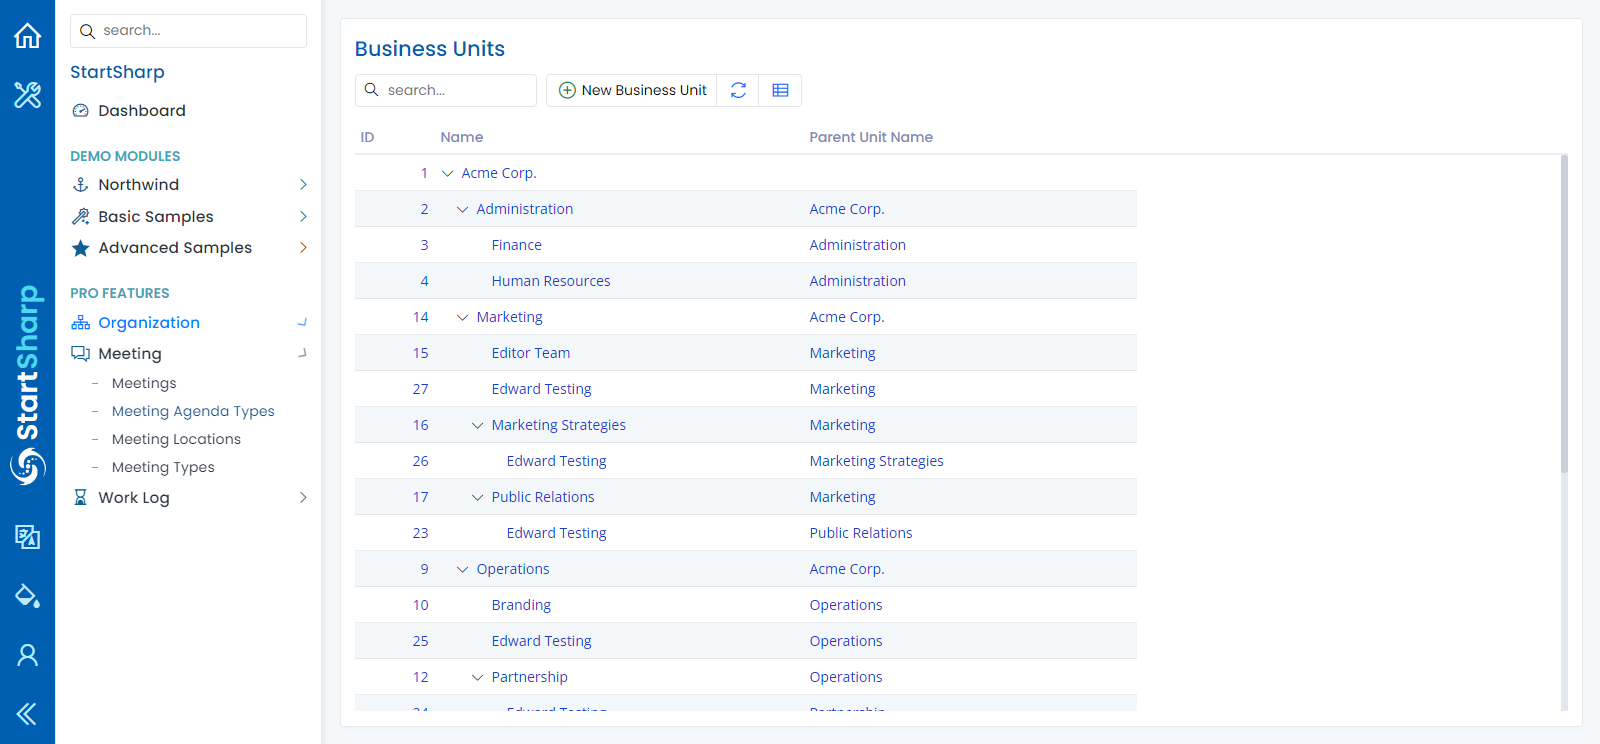 search...
StartSharp
Dashboard
DEMO MODULES
Northwind
Basic Samples
Advanced Samples
PRO FEATURES
Organization
Meeting
Meetings
Meeting Agenda Types
Meeting Locations
Meeting Types
Work Log
StartSharp
Business Units
search... New Business Unit
ID Name Parent Unit Name
1 Acme Corp.
2 Administration Acme Corp.
3 Finance Administration
4 Human Resources Administration
14 Marketing Acme Corp.
15 Editor Team Marketing
27 Edward Testing Marketing
16 Marketing Strategies Marketing
26 Edward Testing Marketing Strategies
17 Public Relations Marketing
23 Edward Testing Public Relations
9 Operations Acme Corp.
10 Branding Operations
25 Edward Testing Operations
12 Partnership Operations
24 Edward Testing Partnership